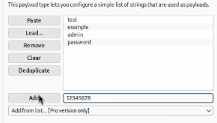 This payload type lets you configure a simple list of strings that are used as payloads.
Paste
Load...
Remove
Clear
Deduplicate
test
example
admin
password
Add
12345678
Add from list... [Pro version only]